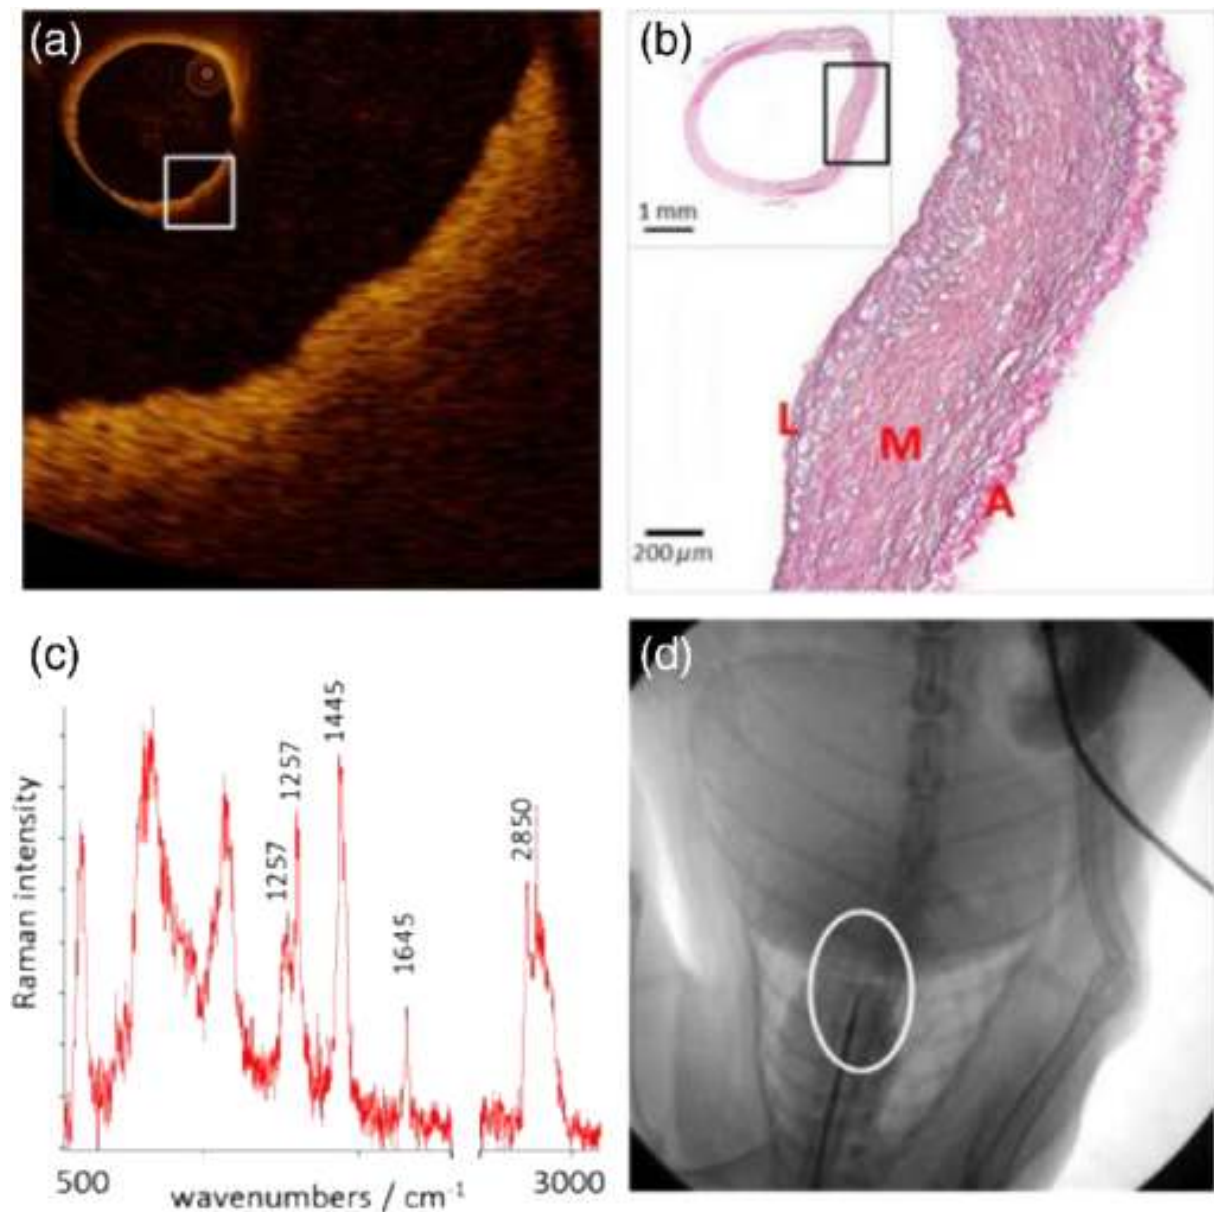 (a)
(b)
1 mm
L
M
A
200 μm
(c)
Raman intensity
1257
1257
1445
1645
2850
500
wavenumbers / cm⁻¹
3000
(d)